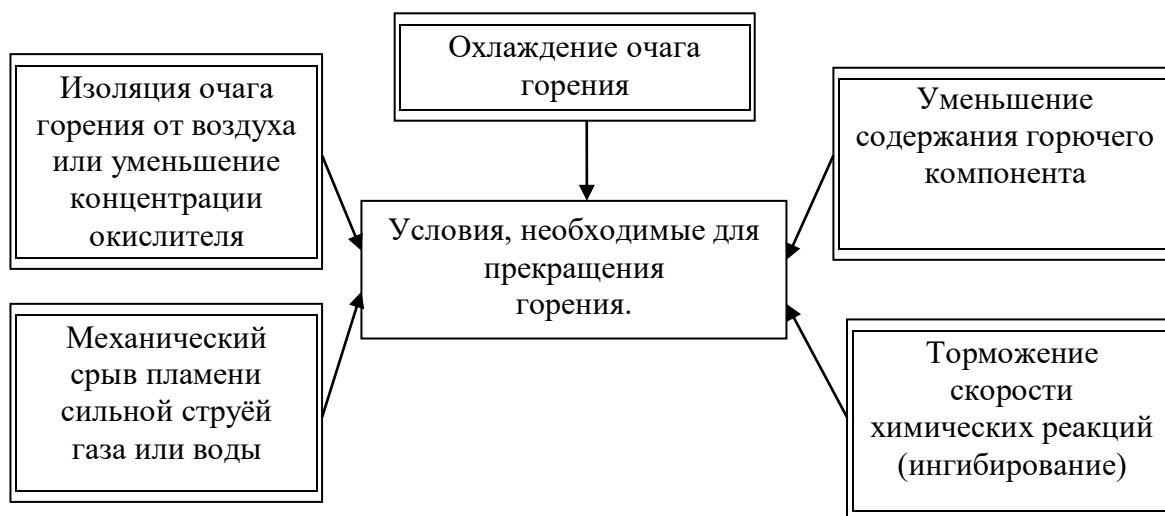 Охлаждение очага
горения
Изоляция очага
горения от воздуха
или уменьшение
концентрации
окислителя
Уменьшение
содержания горючего
компонента
Условия, необходимые для
прекращения
горения.
Механический
срыв пламени
сильной струёй
газа или воды
Торможение
скорости
химических реакций
(ингибирование)